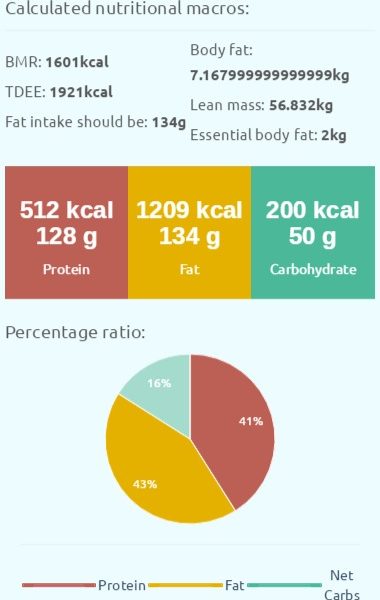 Calculated nutritional macros:
BMR: 1601kcal
TDEE: 1921kcal
Fat intake should be: 134g
Body fat:
7.167999999999999kg
Lean mass: 56.832kg
Essential body fat: 2kg
512 kcal
128 g
Protein
1209 kcal
134 g
Fat
200 kcal
50 g
Carbohydrate
Percentage ratio:
16%
41%
43%
Protein
Fat
Net
Carbs